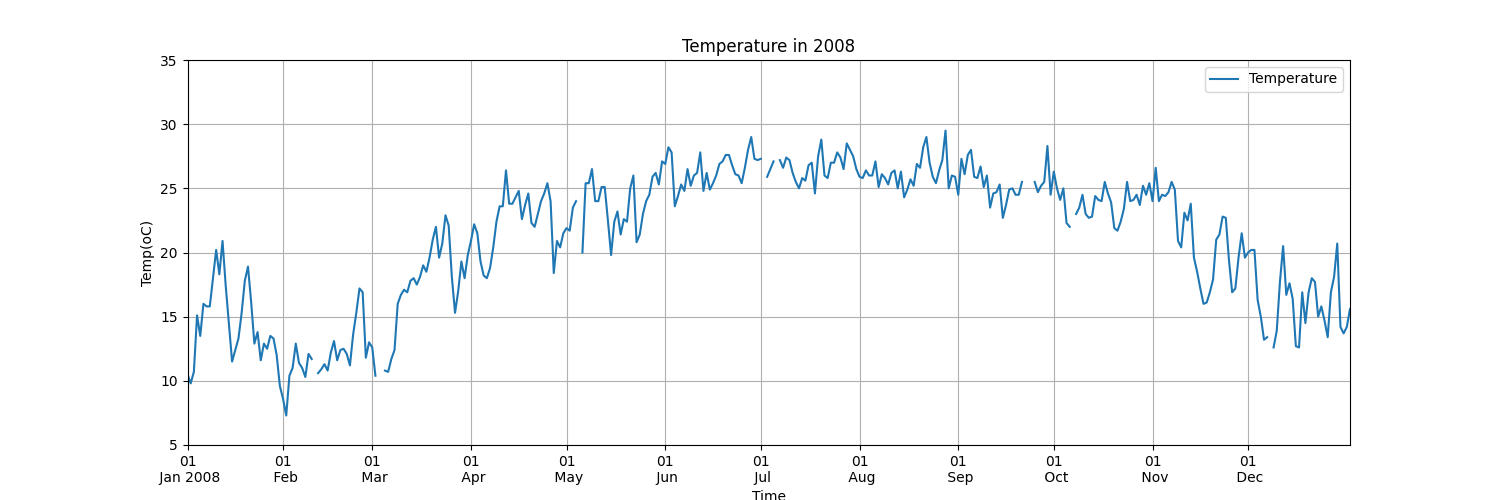 Temperature in 2008
35
30
25
20
15
10
5
Temp(oC)
Temperature
01 01 01 01 01 01 01 01 01 01 01 01
Jan 2008 Feb Mar Apr May Jun Jul Aug Sep Oct Nov Dec
Time